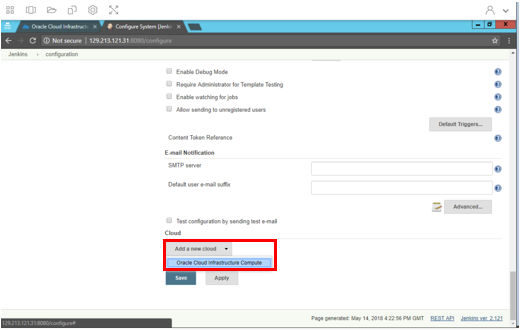 Oracle Cloud Infrastructu
Configure System [Jenki
Not secure
129.213.121.31:8080/configure
Jenkins
configuration
Enable Debug Mode
Require Administrator for Template Testing
Enable watching for jobs
Allow sending to unregistered users
Default Triggers...
Content Token Reference
E-mail Notification
SMTP server
Default user e-mail suffix
Advanced...
Test configuration by sending test e-mail
Cloud
Add a new cloud
Oracle Cloud Infrastructure Compute
Save
Apply
Page generated: May 14, 2018 4:22:56 PM GMT
REST API
Jenkins ver. 2.121
129.213.121.31:8080/configure#